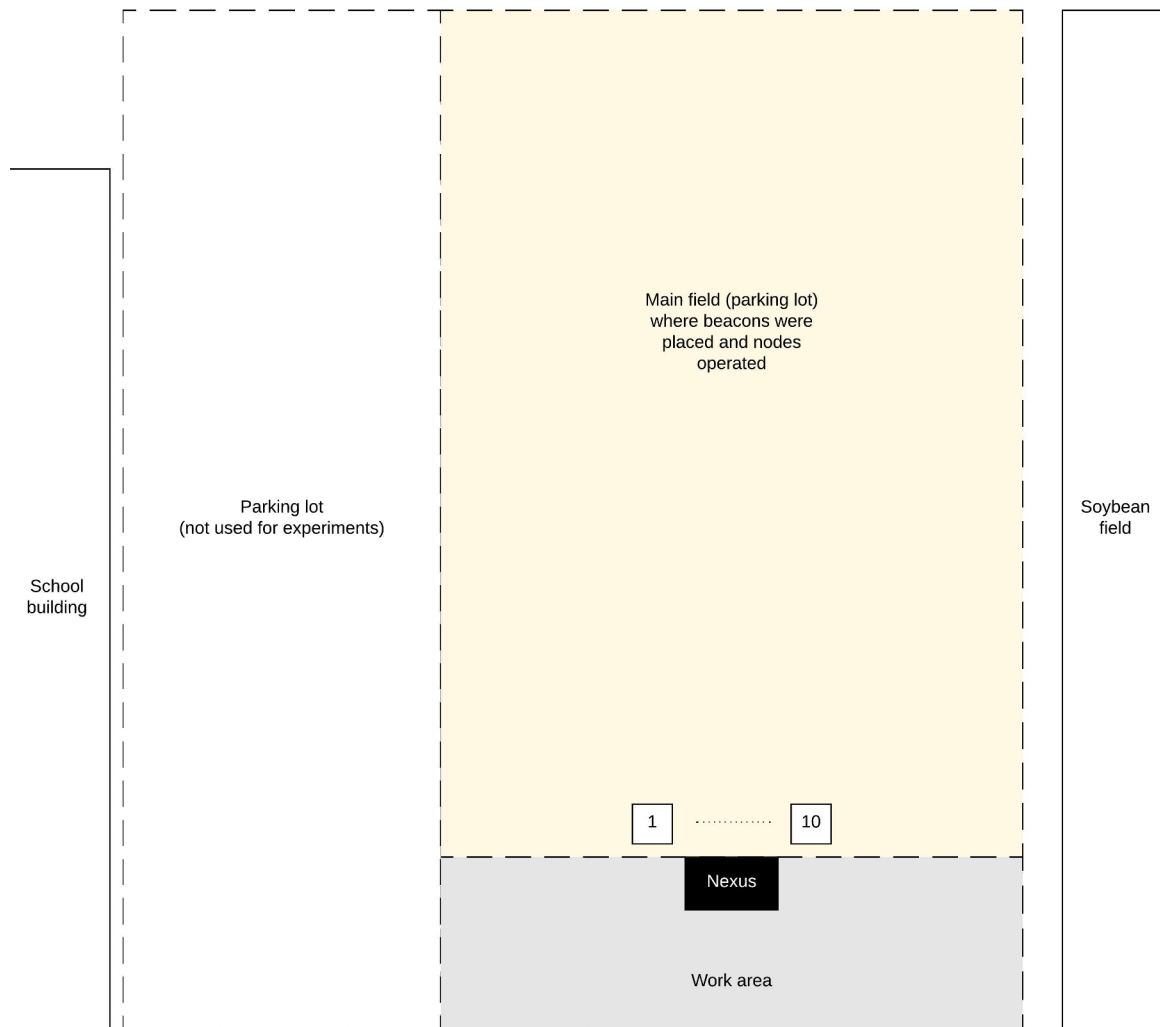 Main field (parking lot)
where beacons were
placed and nodes
operated
Parking lot
(not used for experiments)
Soybean
field
School
building
1
10
Nexus
Work area